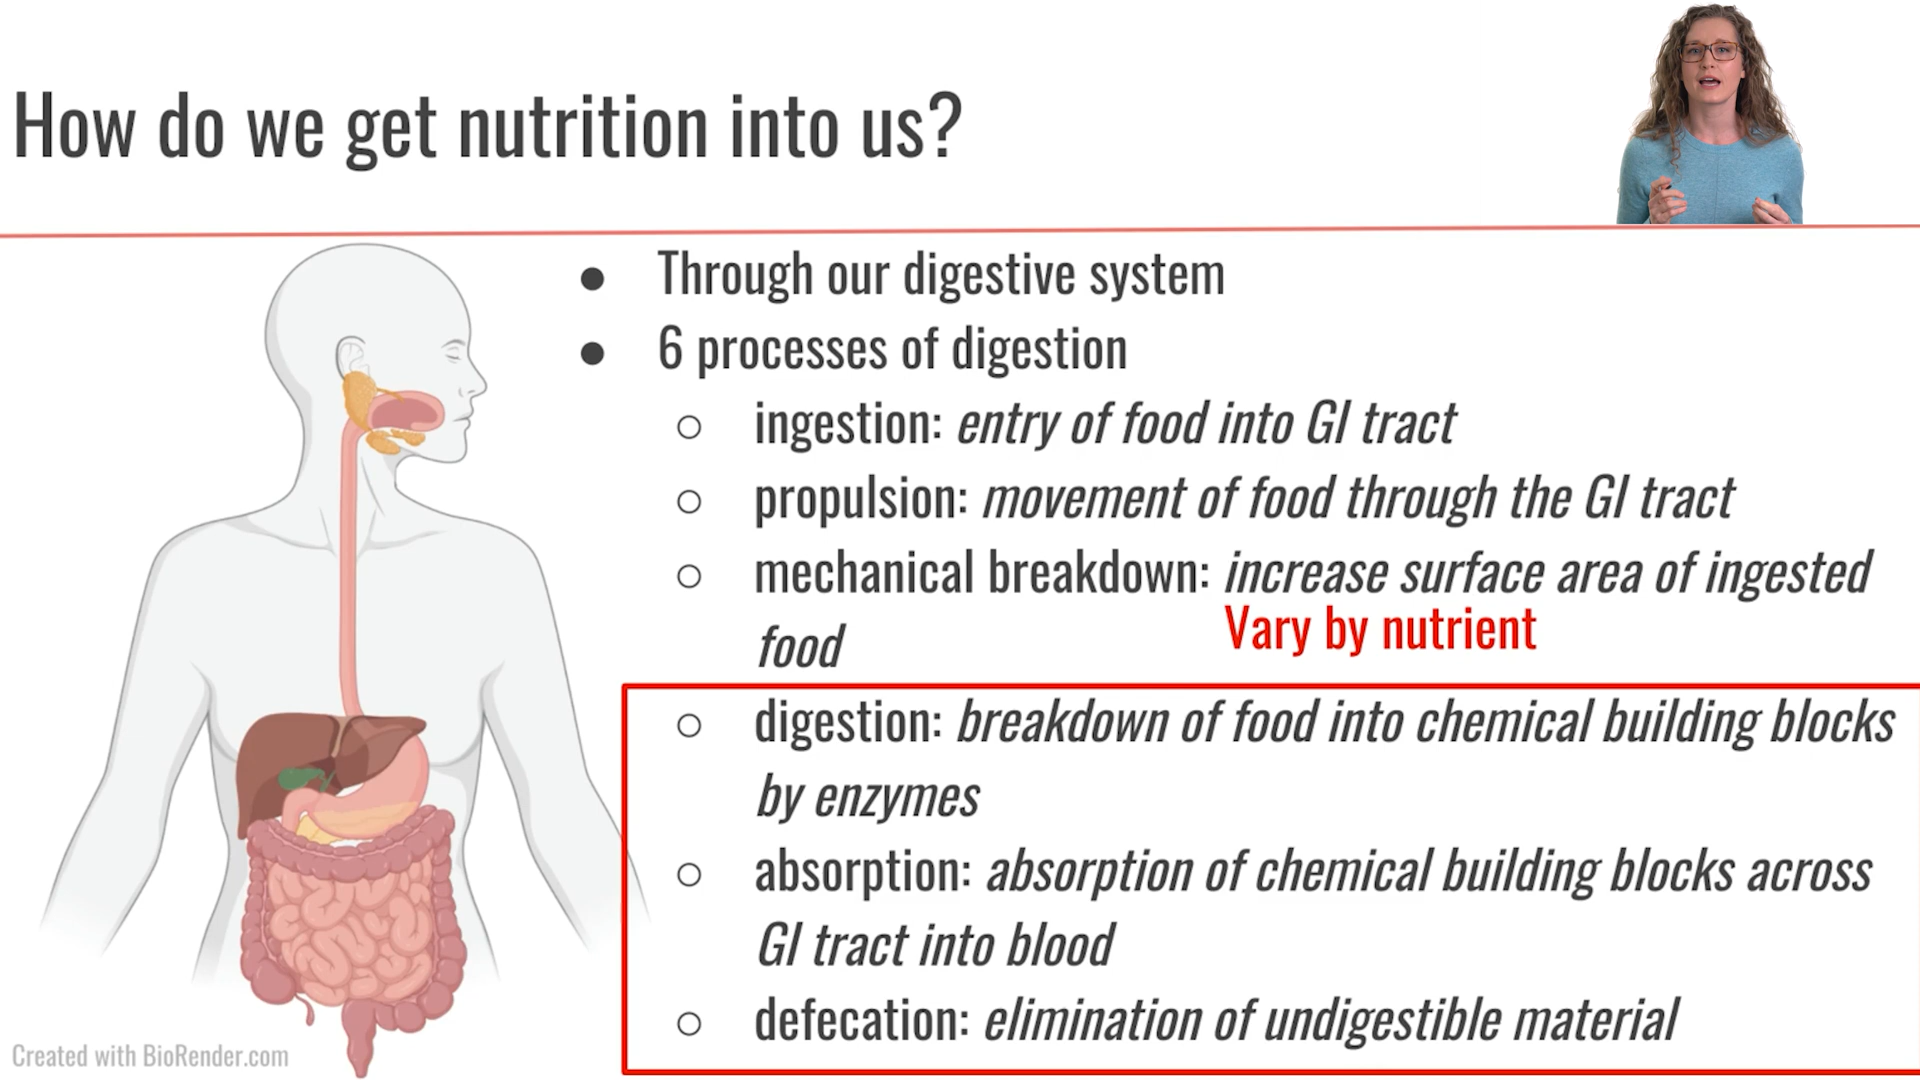 How do we get nutrition into us?
● Through our digestive system
● 6 processes of digestion
○ ingestion: entry of food into GI tract
○ propulsion: movement of food through the GI tract
○ mechanical breakdown: increase surface area of ingested
food
Vary by nutrient
○ digestion: breakdown of food into chemical building blocks
by enzymes
○ absorption: absorption of chemical building blocks across
GI tract into blood
○ defecation: elimination of undigestible material
Created with BioRender.com